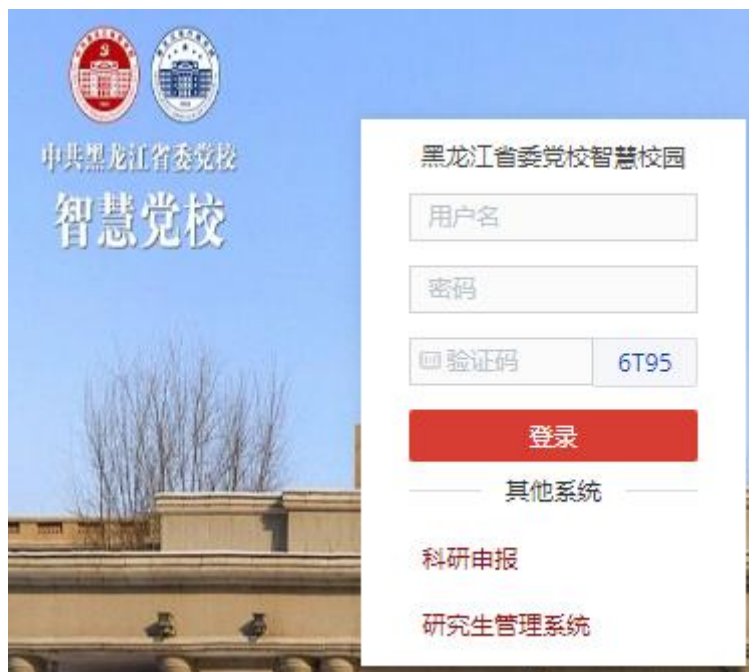 中共黑龙江省委党校
智慧党校
黑龙江省委党校智慧校园
用户名
密码
验证码
6T95
登录
其他系统
科研申报
研究生管理系统